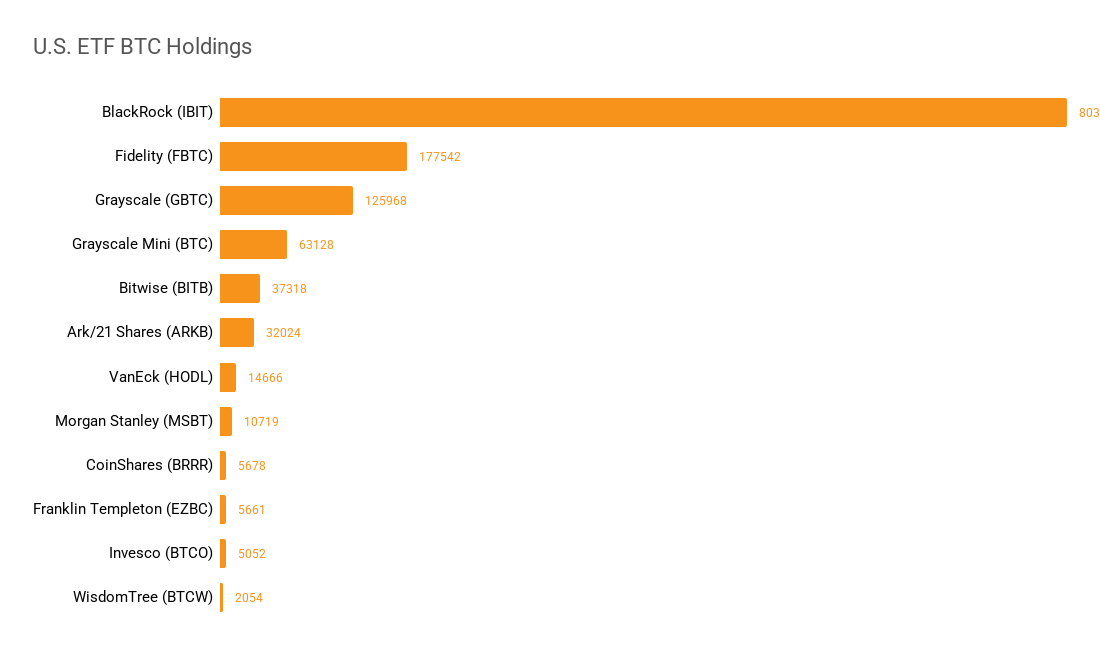 U.S. ETF BTC Holdings
BlackRock (IBIT) 803
Fidelity (FBTC) 177542
Grayscale (GBTC) 125968
Grayscale Mini (BTC) 63128
Bitwise (BITB) 37318
Ark/21 Shares (ARKB) 32024
VanEck (HODL) 14666
Morgan Stanley (MSBT) 10719
CoinShares (BRRR) 5678
Franklin Templeton (EZBC) 5661
Invesco (BTCO) 5052
WisdomTree (BTCW) 2054